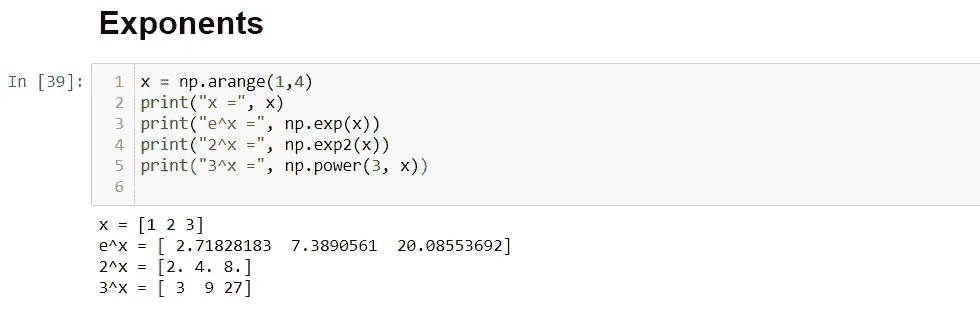 Exponents
In [39]:
1 x = np.arange(1,4)
2 print("x =", x)
3 print("e^x =", np.exp(x))
4 print("2^x =", np.exp2(x))
5 print("3^x =", np.power(3, x))
6
x = [1 2 3]
e^x = [ 2.71828183  7.3890561  20.08553692]
2^x = [2. 4. 8.]
3^x = [ 3  9 27]